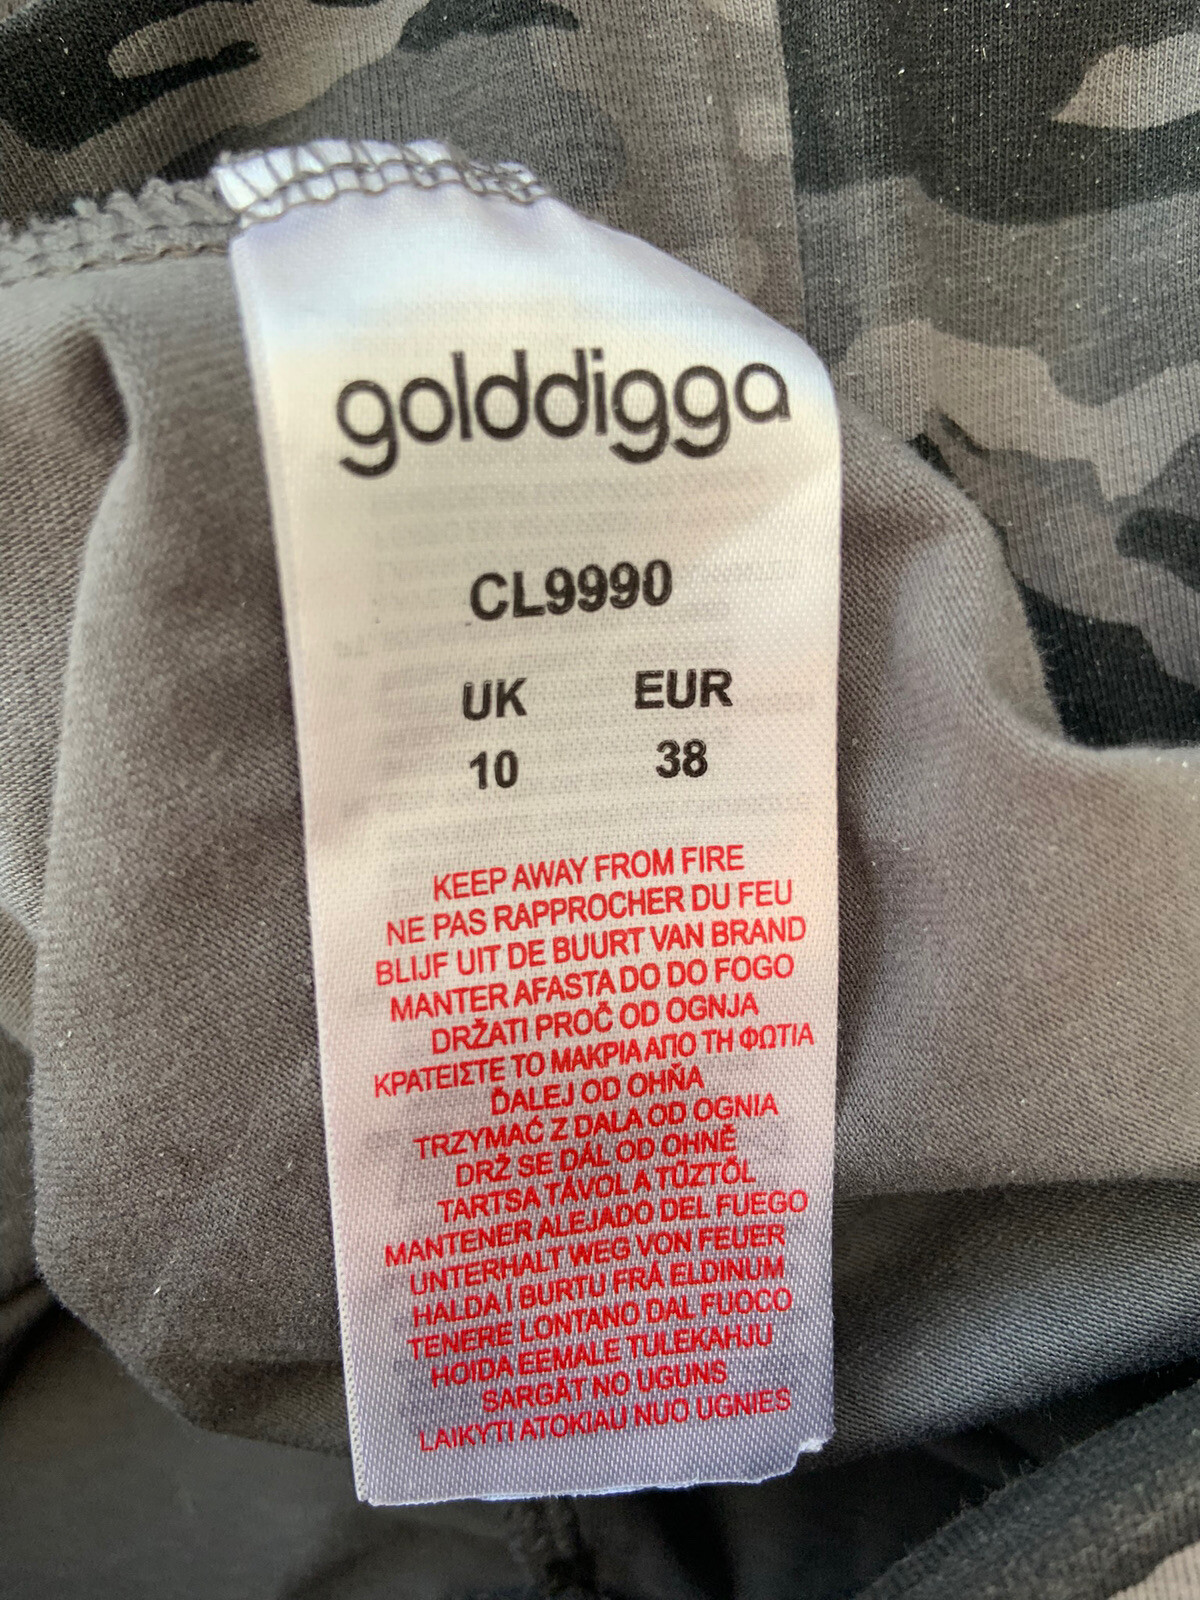 golddigga
CL9990
UK EUR
10 38
KEEP AWAY FROM FIRE
NE PAS RAPPROCHER DU FEU
BLIJF UIT DE BUURT VAN BRAND
MANTER AFASTA DO DO FOGO
DRŽATI PROČ OD OGNJA
ΚΡΑΤΕΙΣΤΕ ΤΟ ΜΑΚΡΙΑ ΑΠΟ ΤΗ ΦΩΤΙΑ
ĎALEJ OD OHŇA
TRZYMAĆ Z DALA OD OGNIA
DRŽ SE DÁL OD OHNĚ
TARTSA TÁVOL A TŰZTŐL
MANTENER ALEJADO DEL FUEGO
UNTERHALT WEG VON FEUER
HALDA Í BURTU FRÁ ELDINUM
TENERE LONTANO DAL FUOCO
HOIDA EEMALE TULEKAHJU
SARGĀT NO UGUNS
LAIKYTI ATOKIAU NUO UGNIES